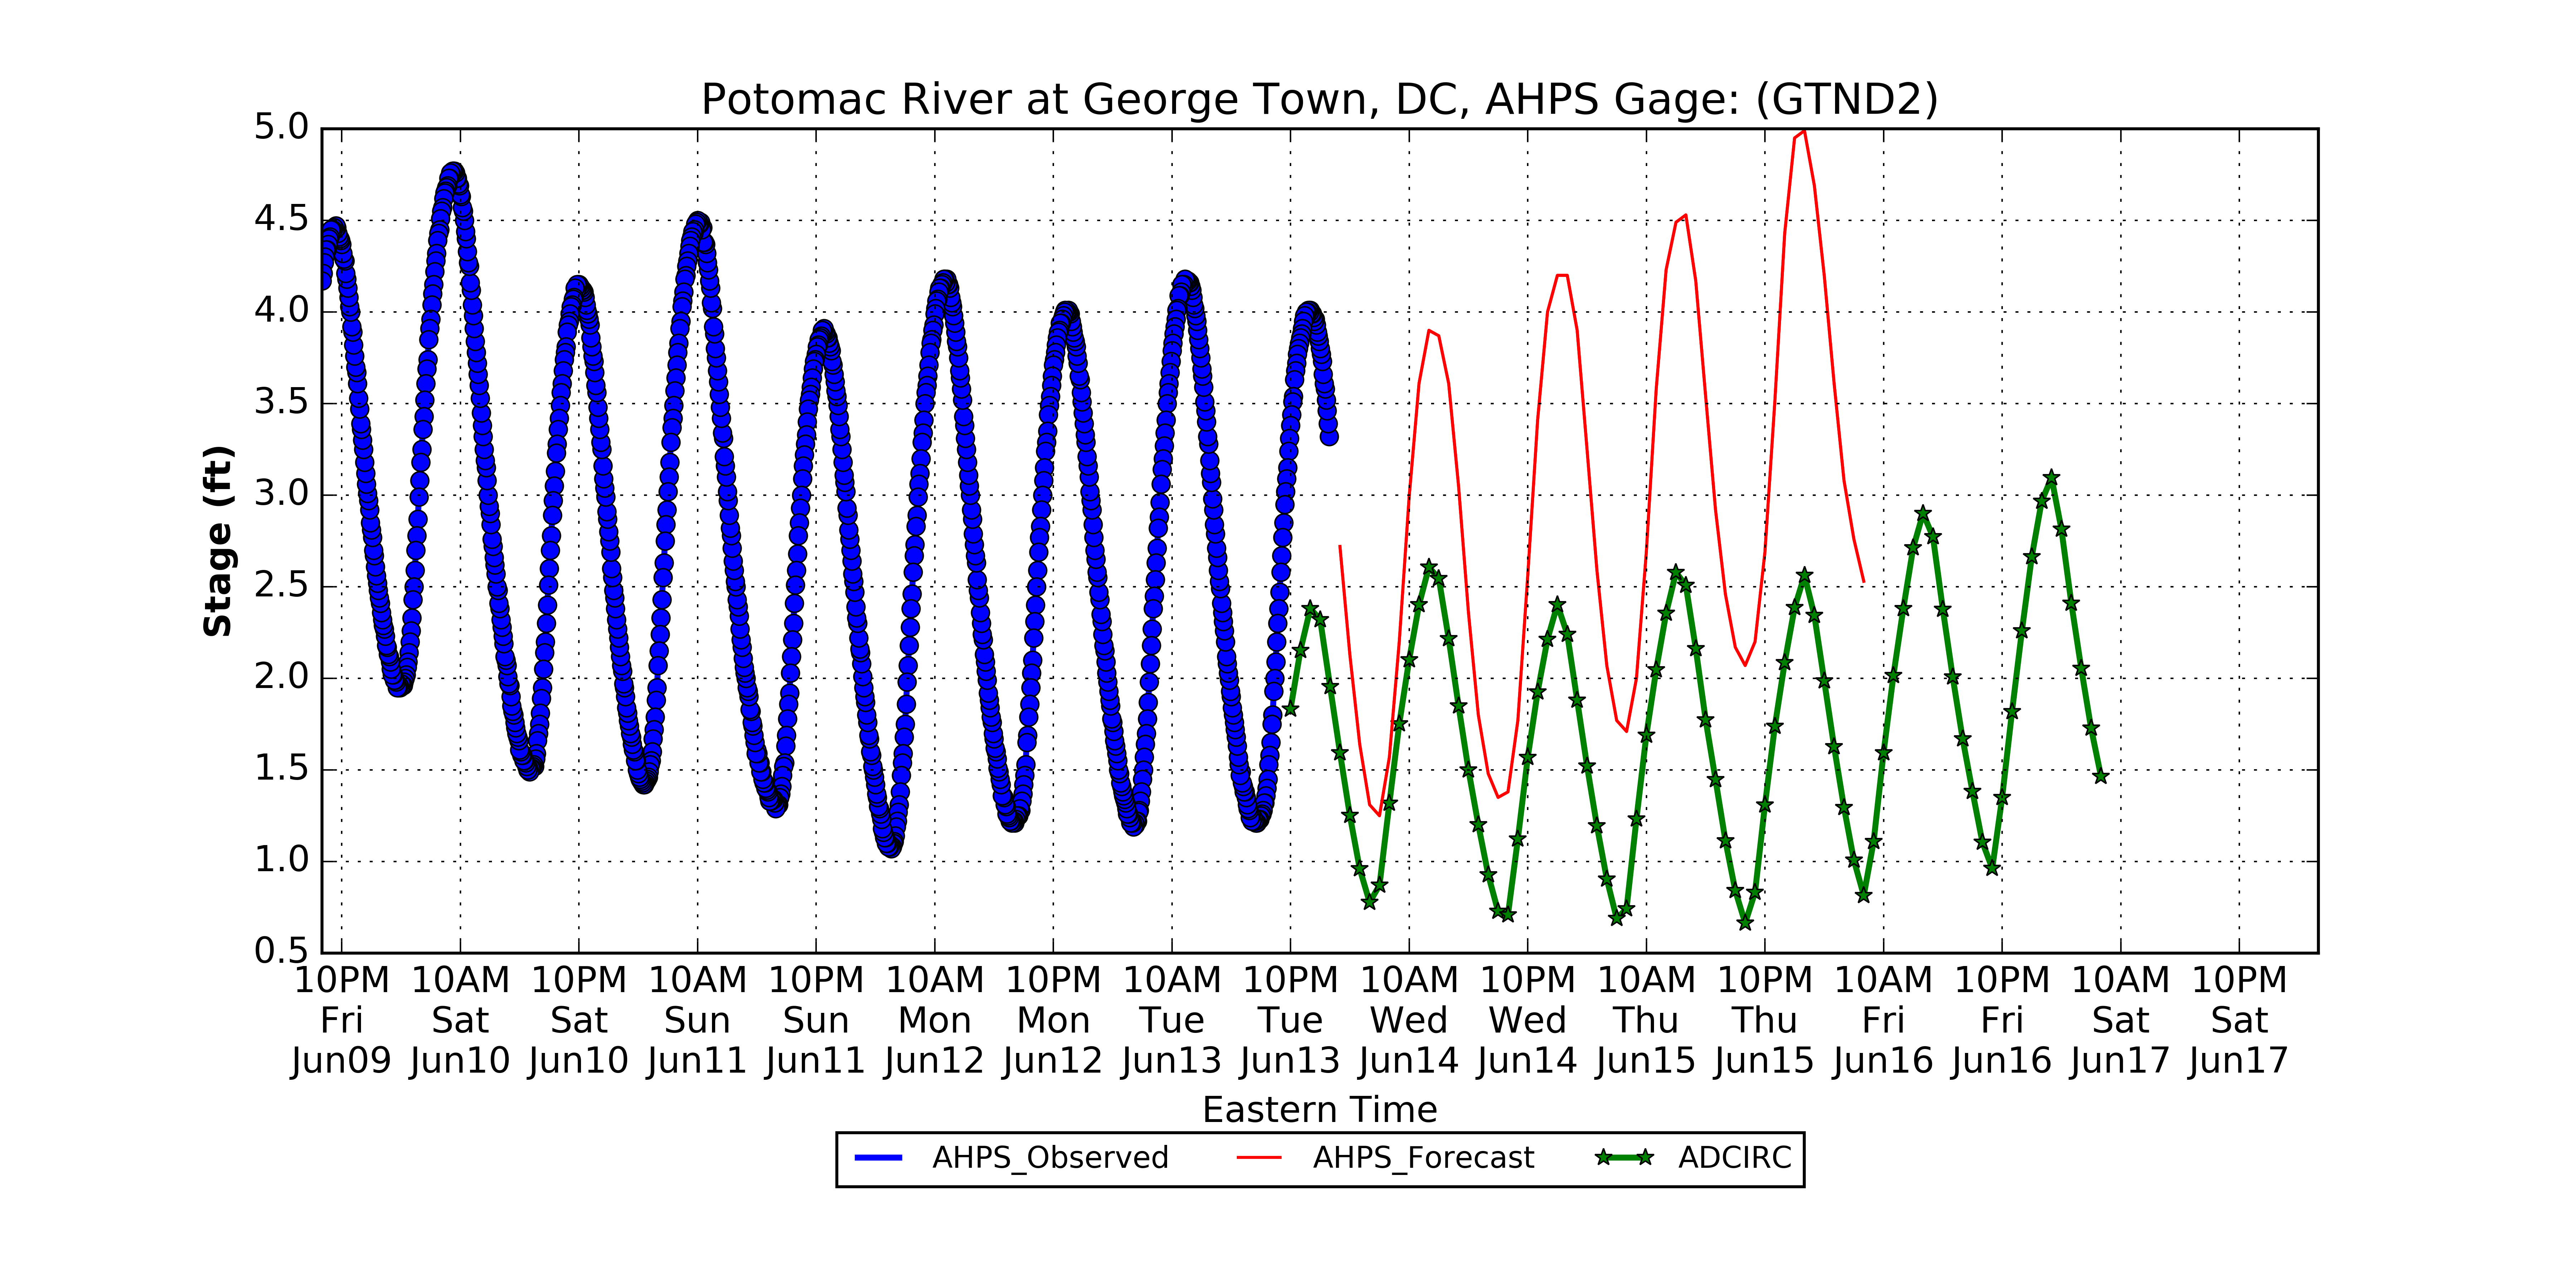 Potomac River at George Town, DC, AHPS Gage: (GTND2)
5.0
4.5
4.0
3.5
3.0
2.5
2.0
1.5
1.0
0.5
Stage (ft)
10PM 10AM 10PM 10AM 10PM 10AM 10PM 10AM 10PM 10AM 10PM 10AM 10PM 10AM 10PM 10AM 10PM
Fri Sat Sat Sun Sun Mon Mon Tue Tue Wed Wed Thu Thu Fri Fri Sat Sat
Jun09 Jun10 Jun10 Jun11 Jun11 Jun12 Jun12 Jun13 Jun13 Jun14 Jun14 Jun15 Jun15 Jun16 Jun16 Jun17 Jun17
Eastern Time
AHPS_Observed AHPS_Forecast ADCIRC